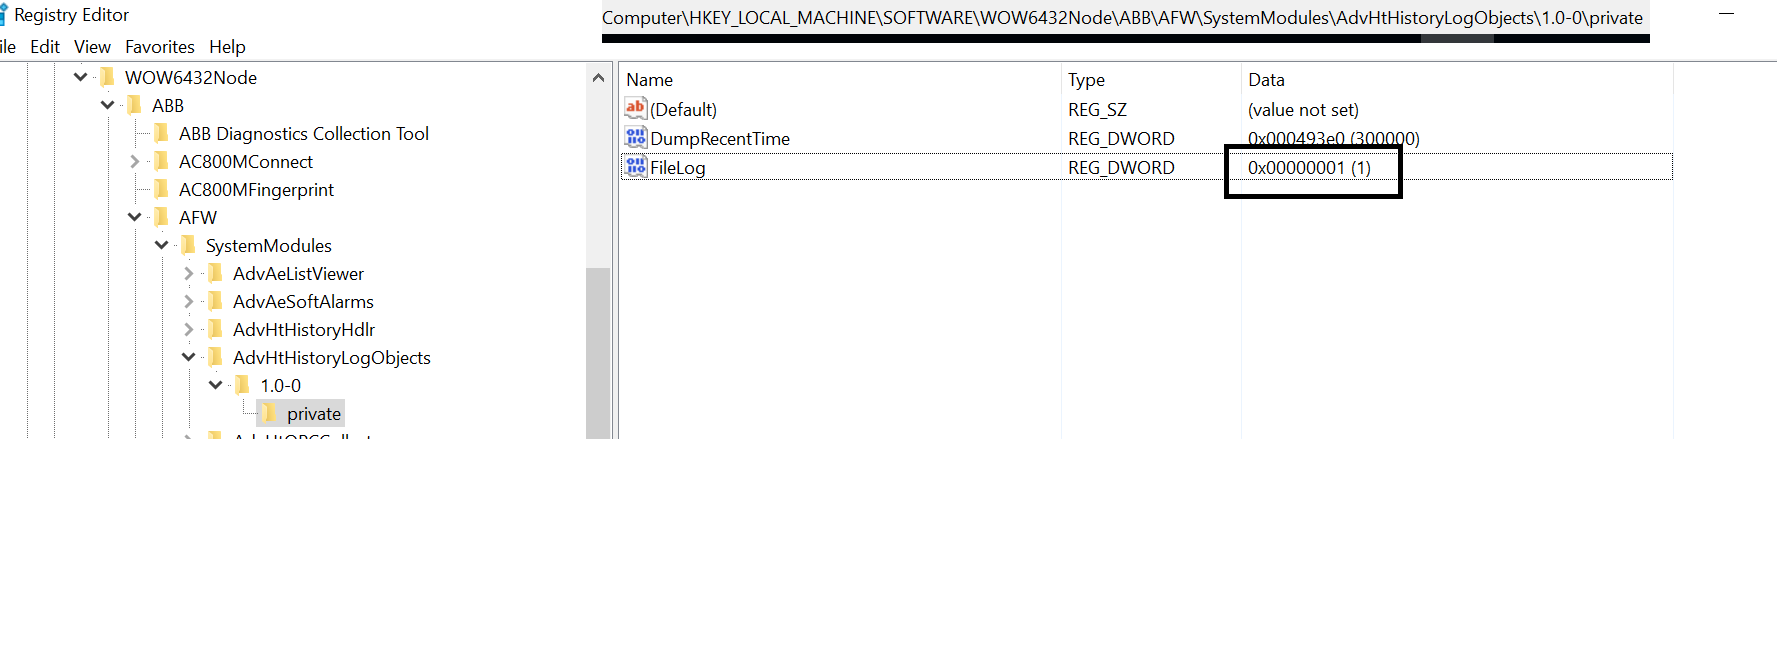 Registry Editor
Computer\HKEY_LOCAL_MACHINE\SOFTWARE\WOW6432Node\ABB\AFW\SystemModules\AdvHtHistoryLogObjects\1.0-0\private
ile Edit View Favorites Help
WOW6432Node
ABB
ABB Diagnostics Collection Tool
AC800MConnect
AC800MFingerprint
AFW
SystemModules
AdvAeListViewer
AdvAeSoftAlarms
AdvHtHistoryHdlr
AdvHtHistoryLogObjects
1.0-0
private
Name Type Data
ab (Default) REG_SZ (value not set)
DumpRecentTime REG_DWORD 0x000493e0 (300000)
FileLog REG_DWORD 0x00000001 (1)